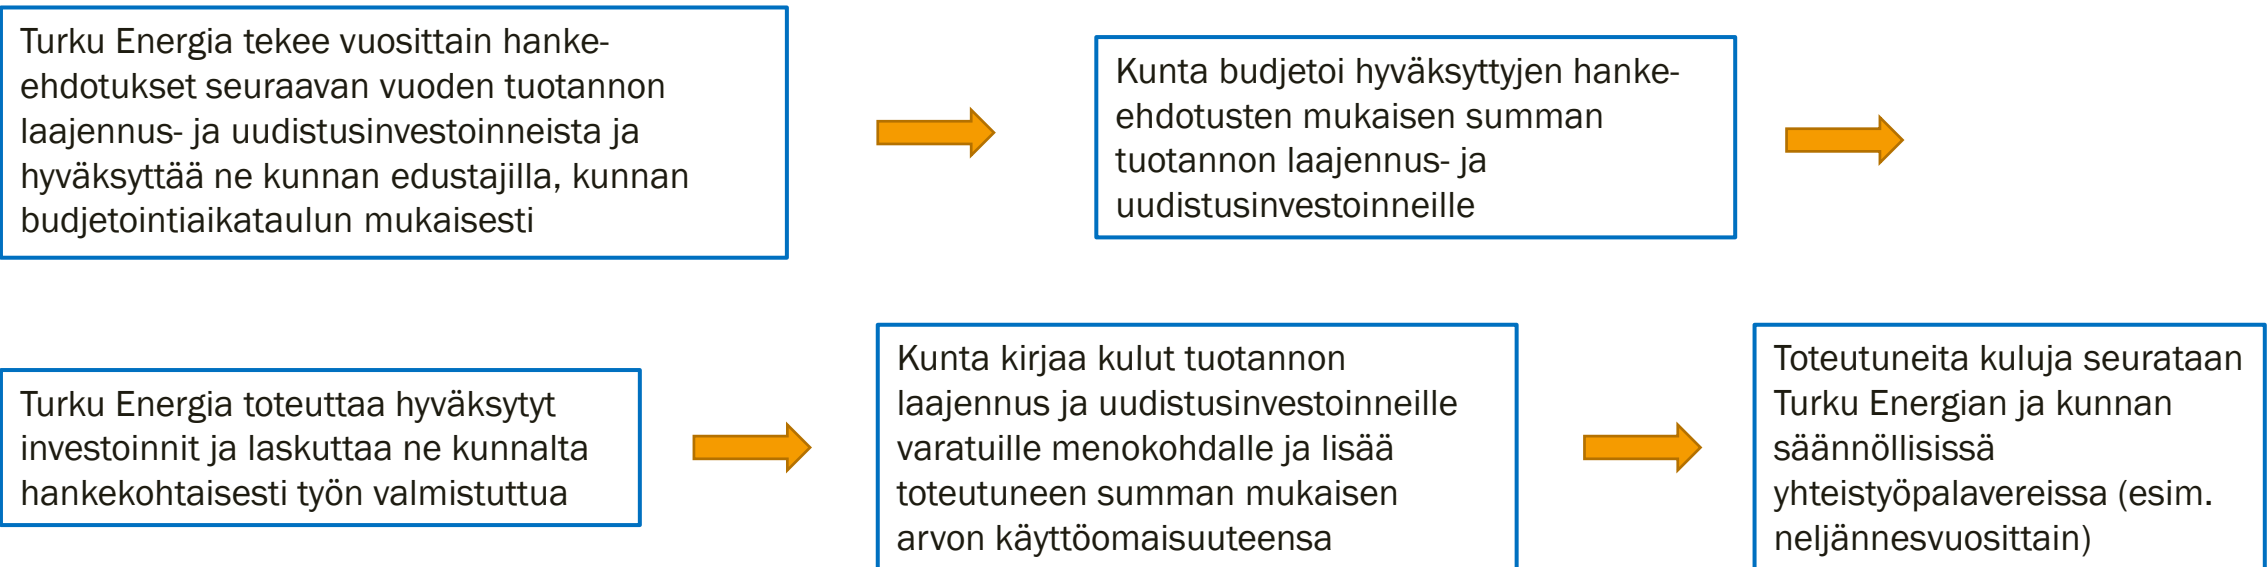 Turku Energia tekee vuosittain hanke-
ehdotukset seuraavan vuoden tuotannon
laajennus- ja uudistusinvestoinneista ja
hyväksyttää ne kunnan edustajilla, kunnan
budjetointiaikataulun mukaisesti
Kunta budjetoi hyväksyttyjen hanke-
ehdotusten mukaisen summan
tuotannon laajennus- ja
uudistusinvestoinneille
Turku Energia toteuttaa hyväksytyt
investoinnit ja laskuttaa ne kunnalta
hankekohtaisesti työn valmistuttua
Kunta kirjaa kulut tuotannon
laajennus ja uudistusinvestoinneille
varatuille menokohdalle ja lisää
toteutuneen summan mukaisen
arvon käyttöomaisuuteensa
Toteutuneita kuluja seurataan
Turku Energian ja kunnan
säännöllisissä
yhteistyöpalavereissa (esim.
neljännesvuosittain)